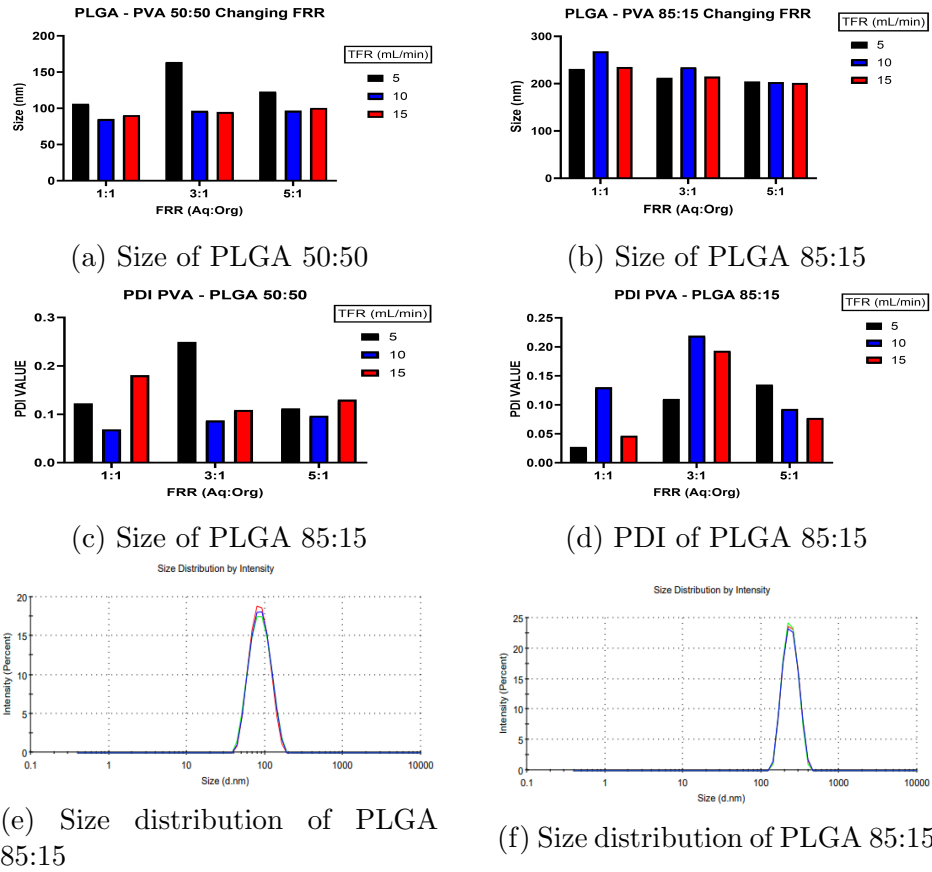 PLGA - PVA 50:50 Changing FRR
Size (nm)
200
150
100
50
0
1:1
3:1
5:1
FRR (Aq:Org)
TFR (mL/min)
5
10
15
(a) Size of PLGA 50:50
PLGA - PVA 85:15 Changing FRR
Size (nm)
300
200
100
0
1:1
3:1
5:1
FRR (Aq:Org)
TFR (mL/min)
5
10
15
(b) Size of PLGA 85:15
PDI PVA - PLGA 50:50
PDI VALUE
0.3
0.2
0.1
0.0
1:1
3:1
5:1
FRR (Aq:Org)
TFR (mL/min)
5
10
15
(c) Size of PLGA 85:15
PDI PVA - PLGA 85:15
PDI VALUE
0.25
0.20
0.15
0.10
0.05
0.00
1:1
3:1
5:1
FRR (Aq:Org)
TFR (mL/min)
5
10
15
(d) PDI of PLGA 85:15
Size Distribution by Intensity
Intensity (Percent)
20
15
10
5
0
0.1
1
10
100
1000
10000
Size (d.nm)
(e) Size distribution of PLGA
85:15
Size Distribution by Intensity
Intensity (Percent)
25
20
15
10
5
0
0.1
1
10
100
1000
10000
Size (d.nm)
(f) Size distribution of PLGA 85:15